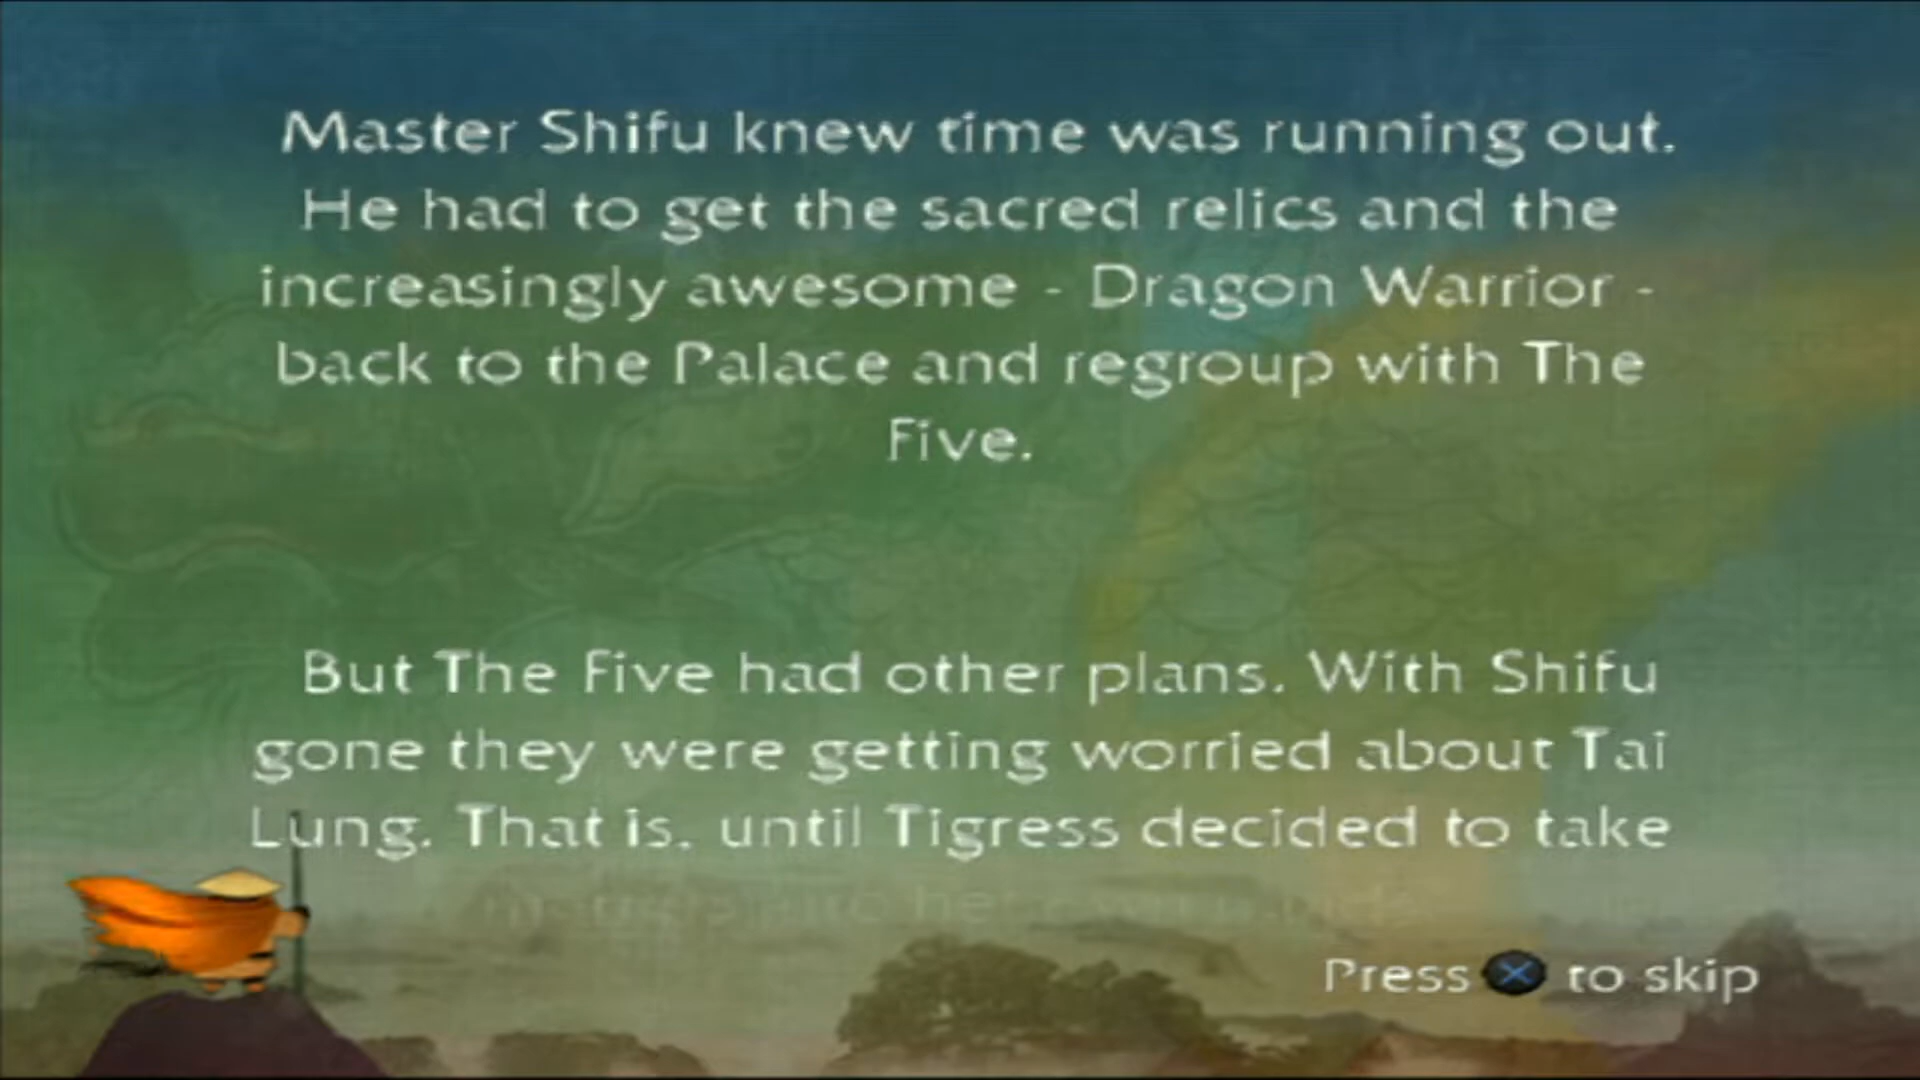 Master Shifu knew time was running out.
He had to get the sacred relics and the
increasingly awesome - Dragon Warrior -
back to the Palace and regroup with The
Five.
But The Five had other plans. With Shifu
gone they were getting worried about Tai
Lung. That is, until Tigress decided to take
Press to skip